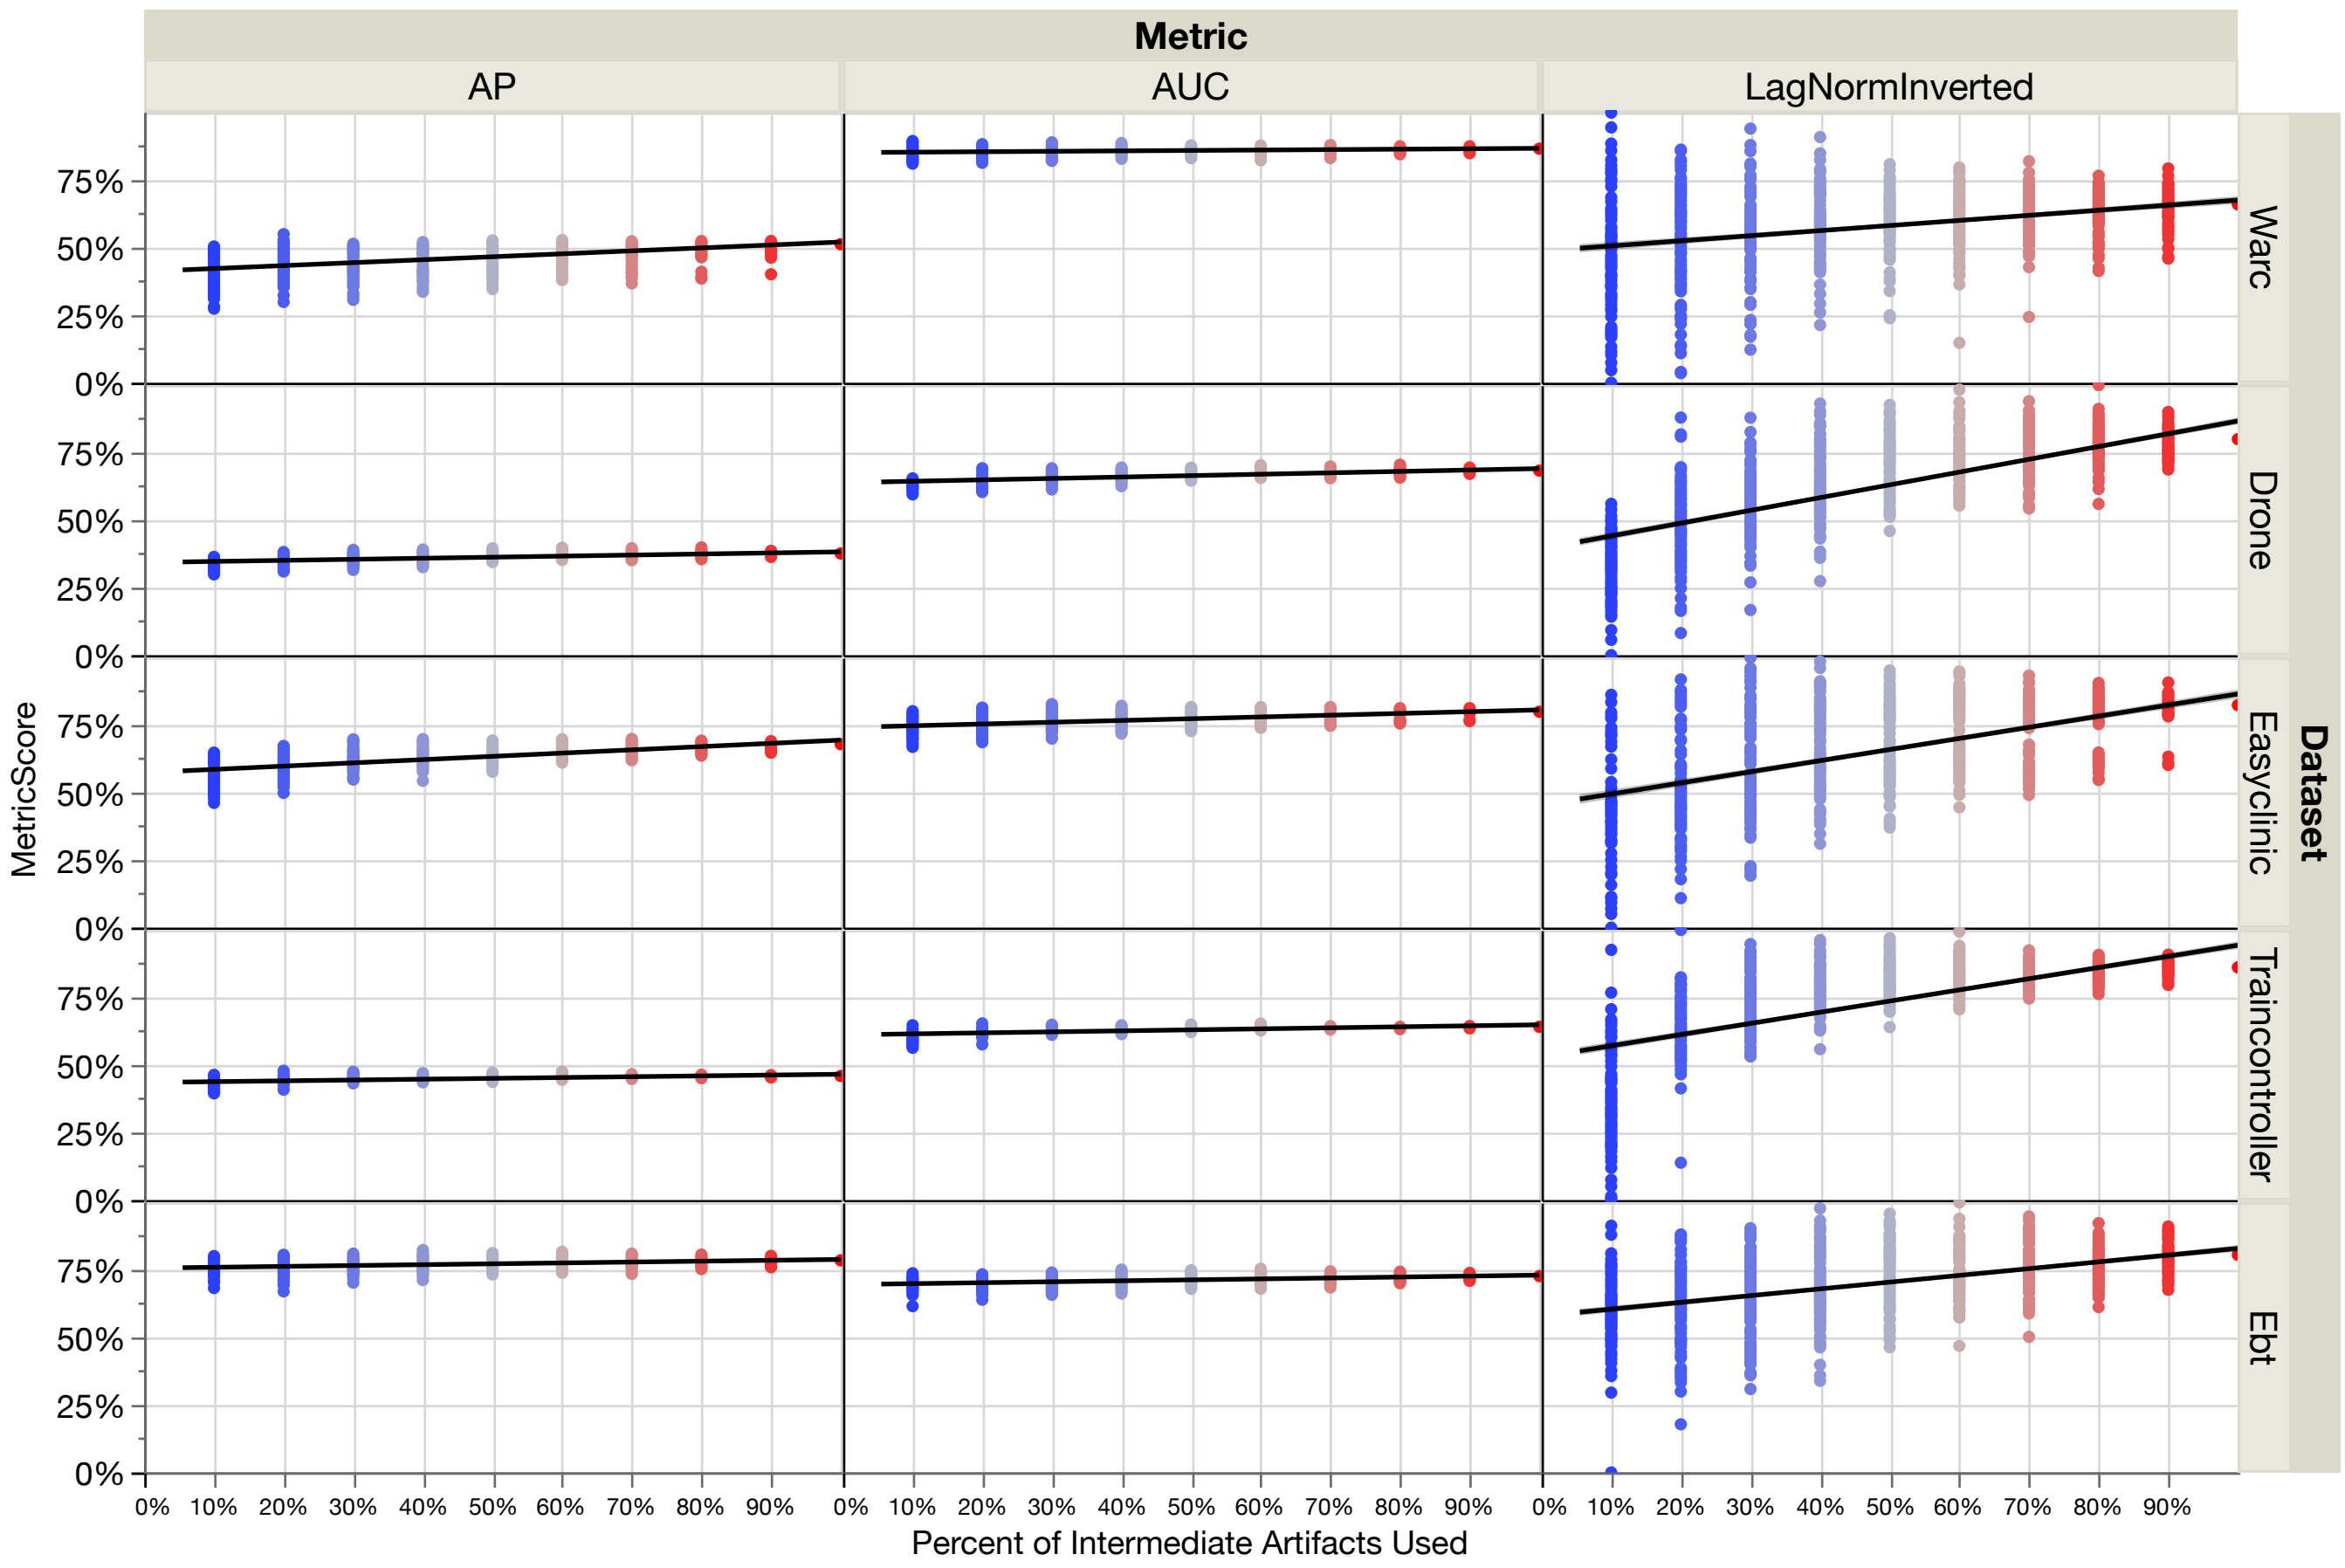 Metric
AP AUC LagNormInverted
75%
50%
25%
0%
Warc
75%
50%
25%
0%
Drone
75%
50%
25%
0%
Easyclinic
75%
50%
25%
0%
Traincontroller
75%
50%
25%
0%
Ebt
MetricScore
Dataset
0% 10% 20% 30% 40% 50% 60% 70% 80% 90% 0% 10% 20% 30% 40% 50% 60% 70% 80% 90% 0% 10% 20% 30% 40% 50% 60% 70% 80% 90%
Percent of Intermediate Artifacts Used